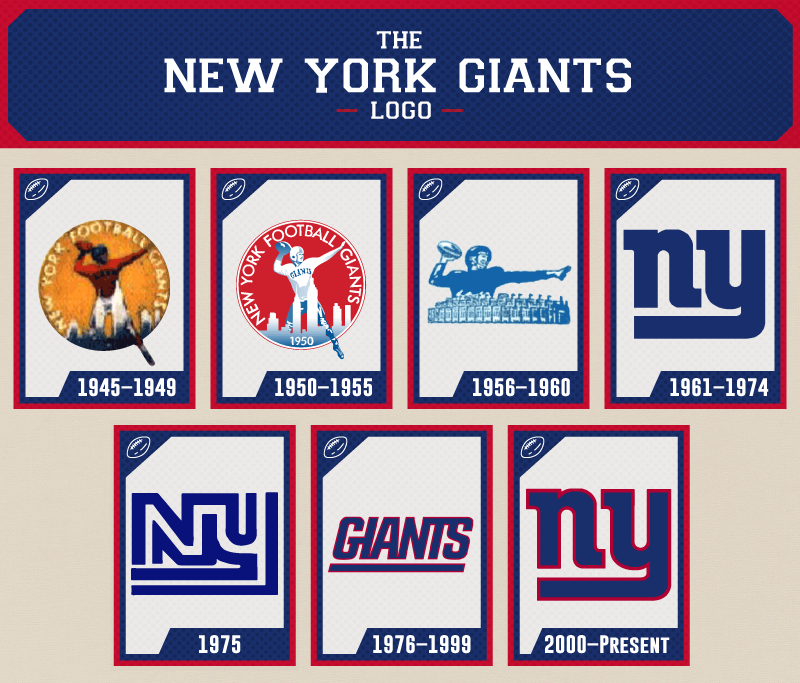 THE
NEW YORK GIANTS
LOGO
NEW YORK FOOTBALL GIANTS
1945–1949
NEW YORK FOOTBALL GIANTS
GIANTS
1950
1950–1955
1956–1960
ny
1961–1974
NY
1975
GIANTS
1976–1999
ny
2000–PRESENT